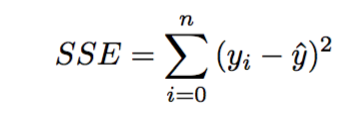 SSE = \sum_{i=0}^{n} (y_i - \hat{y})^2